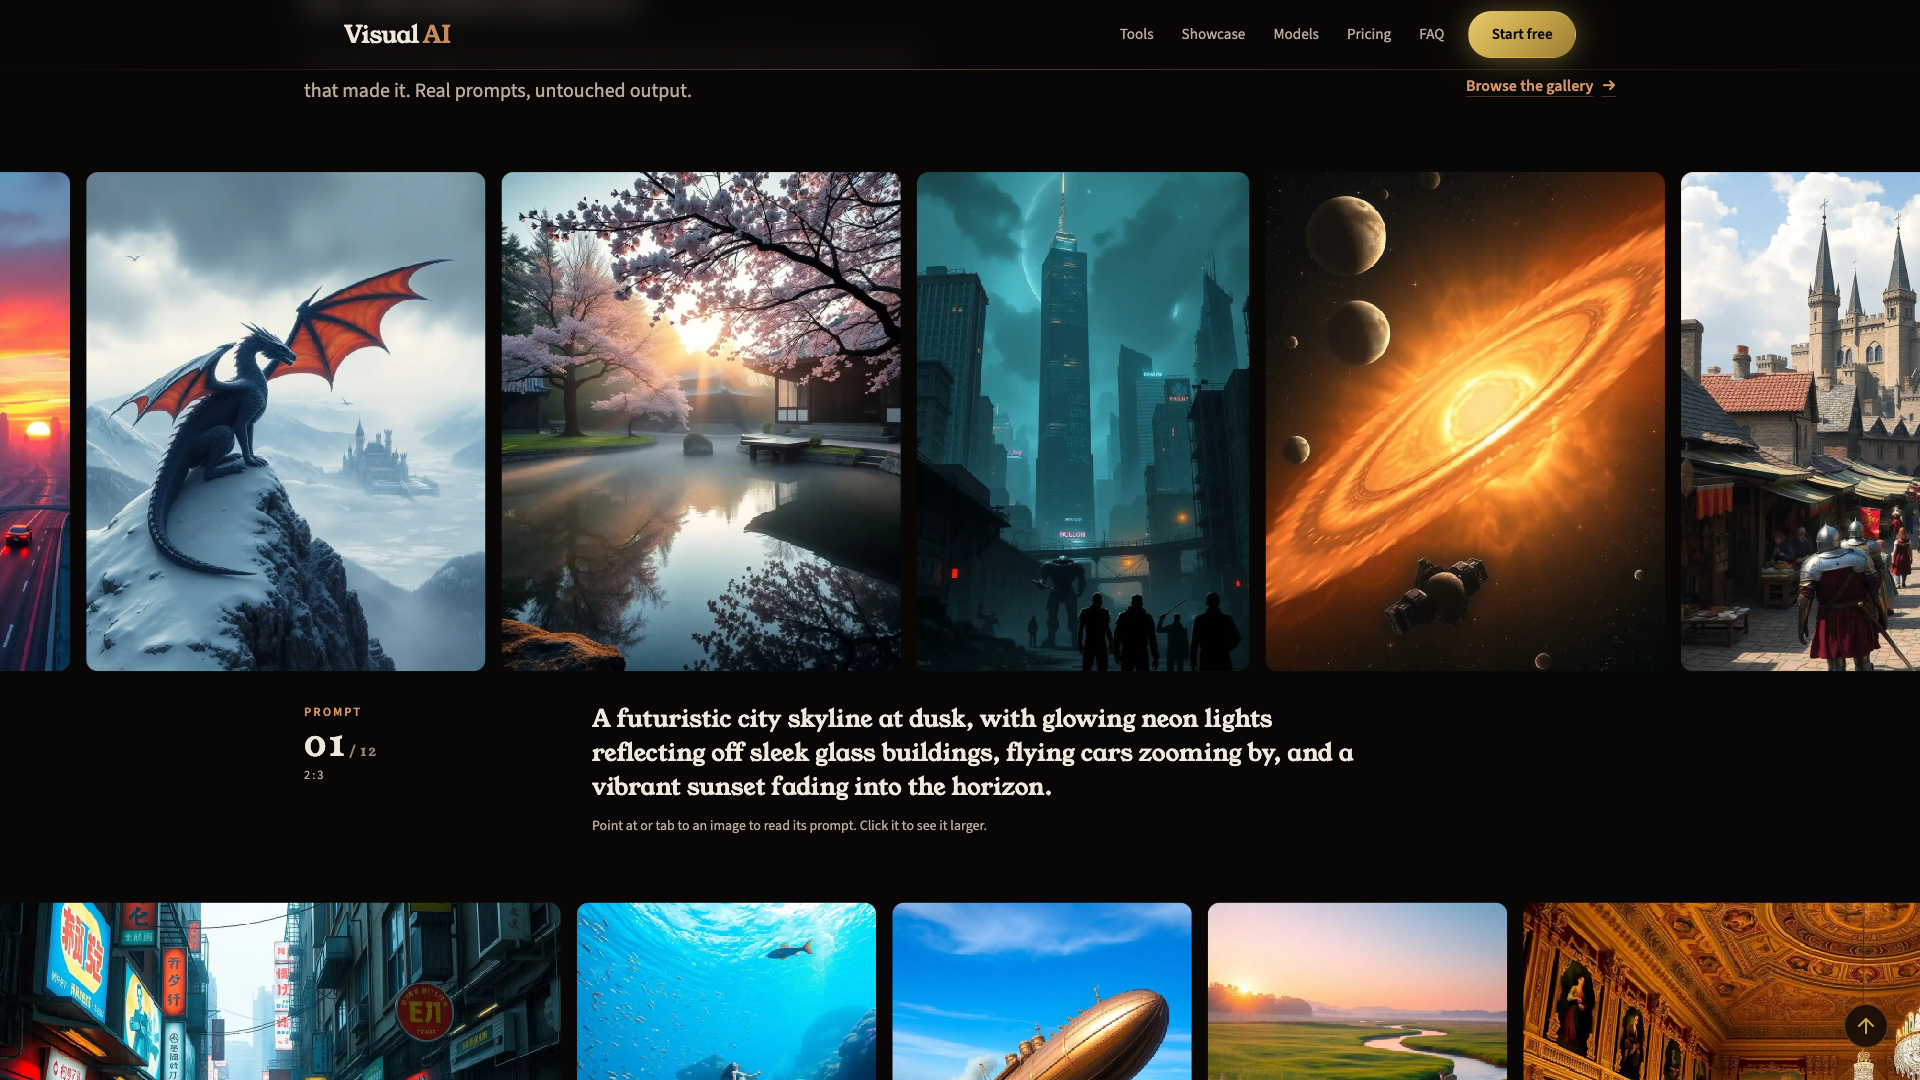 Visual AI
Tools
Showcase
Models
Pricing
FAQ
Start free
that made it. Real prompts, untouched output.
Browse the gallery →
PROMPT
01 / 12
2:3
A futuristic city skyline at dusk, with glowing neon lights
reflecting off sleek glass buildings, flying cars zooming by, and a
vibrant sunset fading into the horizon.
Point at or tab to an image to read its prompt. Click it to see it larger.